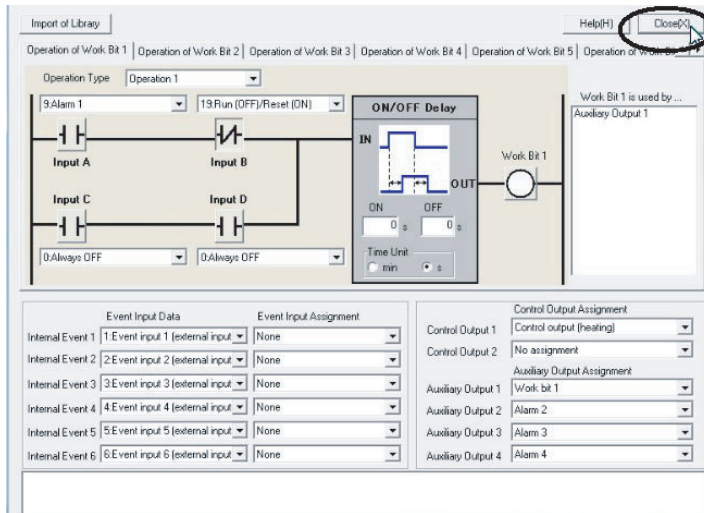 Import of Library
Help(H)
Close(X)
Operation of Work Bit 1
Operation of Work Bit 2
Operation of Work Bit 3
Operation of Work Bit 4
Operation of Work Bit 5
Operation of Work
Operation Type
Operation 1
9:Alarm 1
19:Run (OFF)/Reset (ON)
Input A
Input B
Input C
Input D
0:Always OFF
0:Always OFF
ON/OFF Delay
IN
OUT
ON
OFF
0 s
0 s
Time Unit
min
s
Work Bit 1
Work Bit 1 is used by ...
Auxiliary Output 1
Event Input Data
Event Input Assignment
Internal Event 1 1:Event input 1 (external input None
Internal Event 2 2:Event input 2 (external input None
Internal Event 3 3:Event input 3 (external input None
Internal Event 4 4:Event input 4 (external input None
Internal Event 5 5:Event input 5 (external input None
Internal Event 6 6:Event input 6 (external input None
Control Output Assignment
Control Output 1 Control output (heating)
Control Output 2 No assignment
Auxiliary Output Assignment
Auxiliary Output 1 Work bit 1
Auxiliary Output 2 Alarm 2
Auxiliary Output 3 Alarm 3
Auxiliary Output 4 Alarm 4